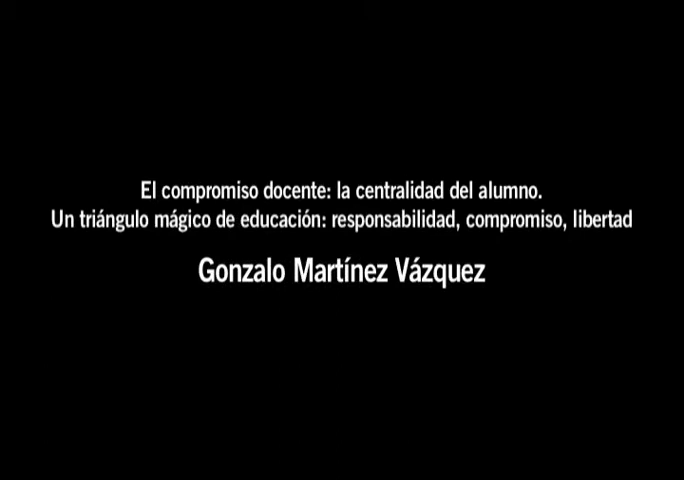 El compromiso docente: la centralidad del alumno.
Un triángulo mágico de educación: responsabilidad, compromiso, libertad
Gonzalo Martínez Vázquez